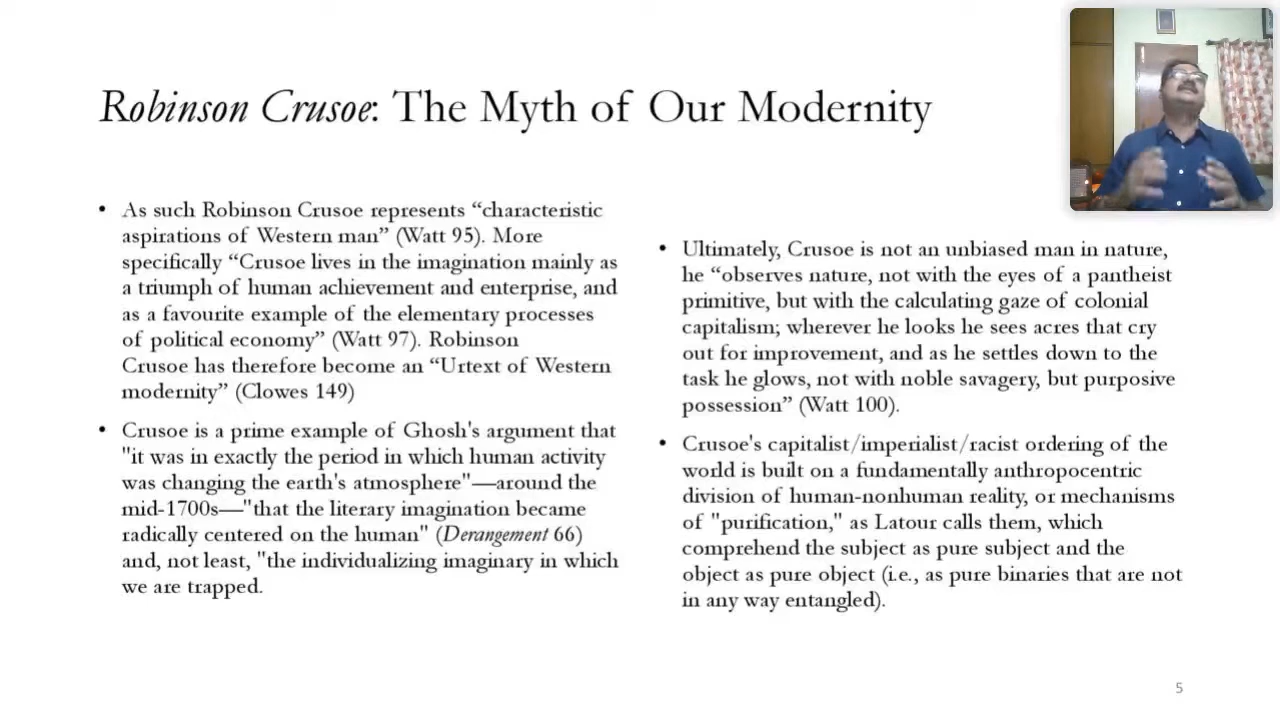 Robinson Crusoe: The Myth of Our Modernity
• As such Robinson Crusoe represents “characteristic
aspirations of Western man” (Watt 95). More
specifically “Crusoe lives in the imagination mainly as
a triumph of human achievement and enterprise, and
as a favourite example of the elementary processes
of political economy” (Watt 97). Robinson
Crusoe has therefore become an “Urtext of Western
modernity” (Clowes 149)
• Crusoe is a prime example of Ghosh's argument that
"it was in exactly the period in which human activity
was changing the earth's atmosphere"—around the
mid-1700s—"that the literary imagination became
radically centered on the human" (Derangement 66)
and, not least, "the individualizing imaginary in which
we are trapped.
• Ultimately, Crusoe is not an unbiased man in nature,
he “observes nature, not with the eyes of a pantheist
primitive, but with the calculating gaze of colonial
capitalism; wherever he looks he sees acres that cry
out for improvement, and as he settles down to the
task he glows, not with noble savagery, but purposive
possession” (Watt 100).
• Crusoe's capitalist/imperialist/racist ordering of the
world is built on a fundamentally anthropocentric
division of human-nonhuman reality, or mechanisms
of "purification," as Latour calls them, which
comprehend the subject as pure subject and the
object as pure object (i.e., as pure binaries that are not
in any way entangled).
5